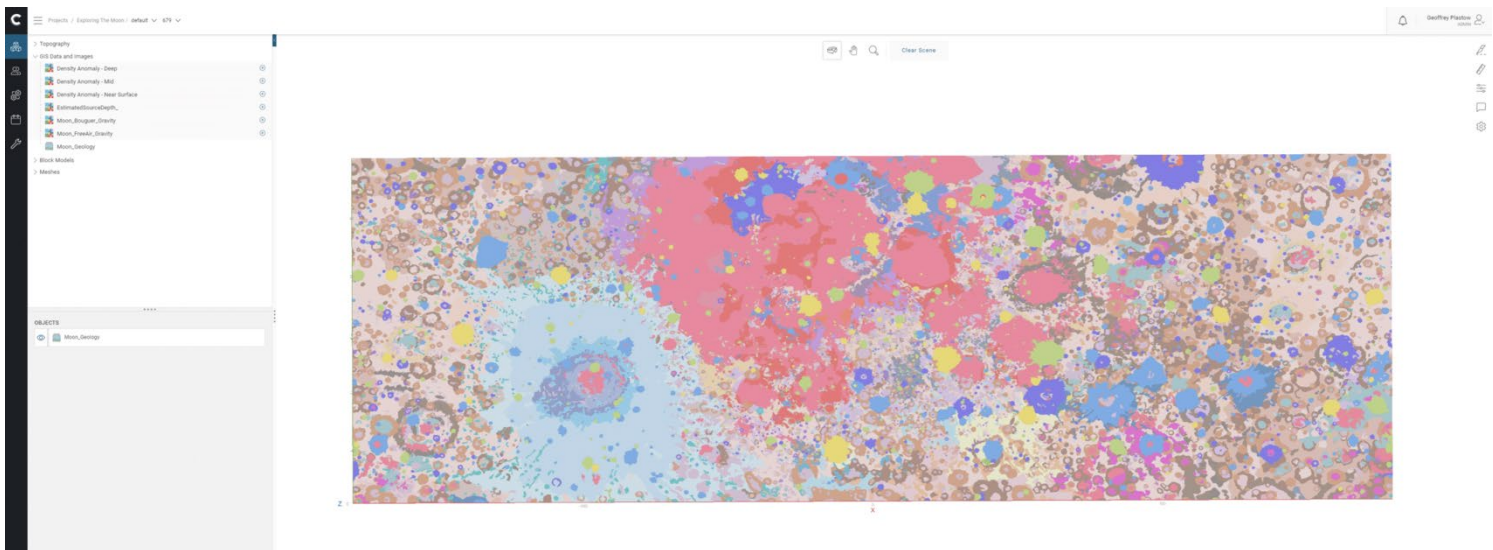 C
Projects / Exploring The Moon / default
Geoffrey Plastow
Topography
GIS Data and images
Density Anomaly - Deep
Density Anomaly - Mid
Density Anomaly - Near Surface
EstimatedSourceDepth_
Moon_Bouguer_Gravity
Moon_FreeAir_Gravity
Moon_Geology
Block Models
Meshes
Clear Scene
OBJECTS
Moon_Geology
Z
X